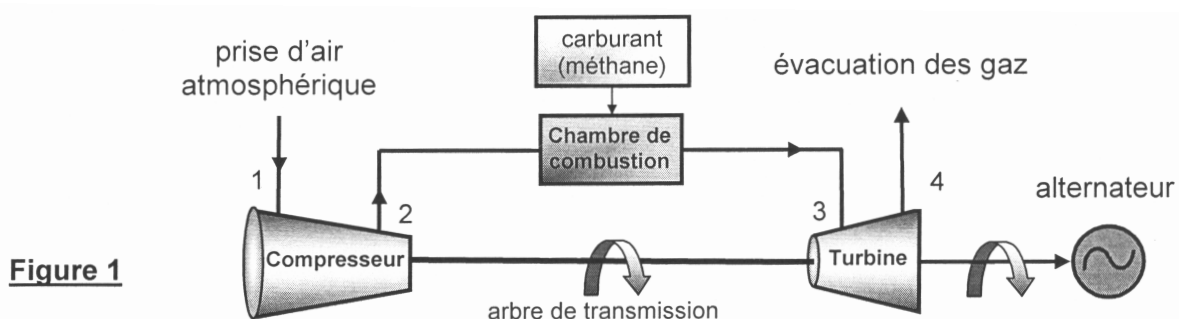 prise d'air
atmosphérique
carburant
(méthane)
évacuation des gaz
Chambre de
combustion
1
2
3
4
alternateur
Compresseur
Turbine
Figure 1
arbre de transmission